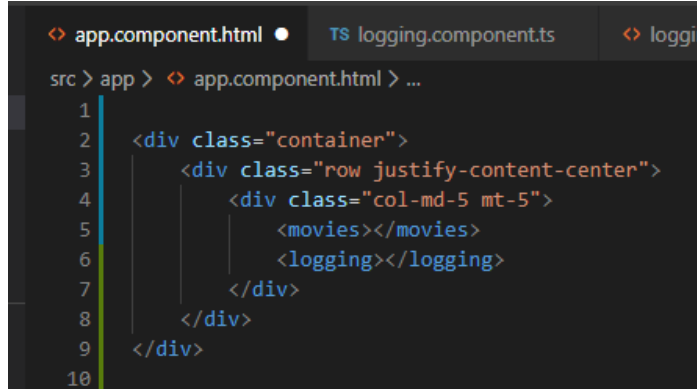 <> app.component.html ● TS logging.component.ts <> loggi
src > app > <> app.component.html > ...
1
2 <div class="container">
3 <div class="row justify-content-center">
4 <div class="col-md-5 mt-5">
5 <movies></movies>
6 <logging></logging>
7 </div>
8 </div>
9 </div>
10